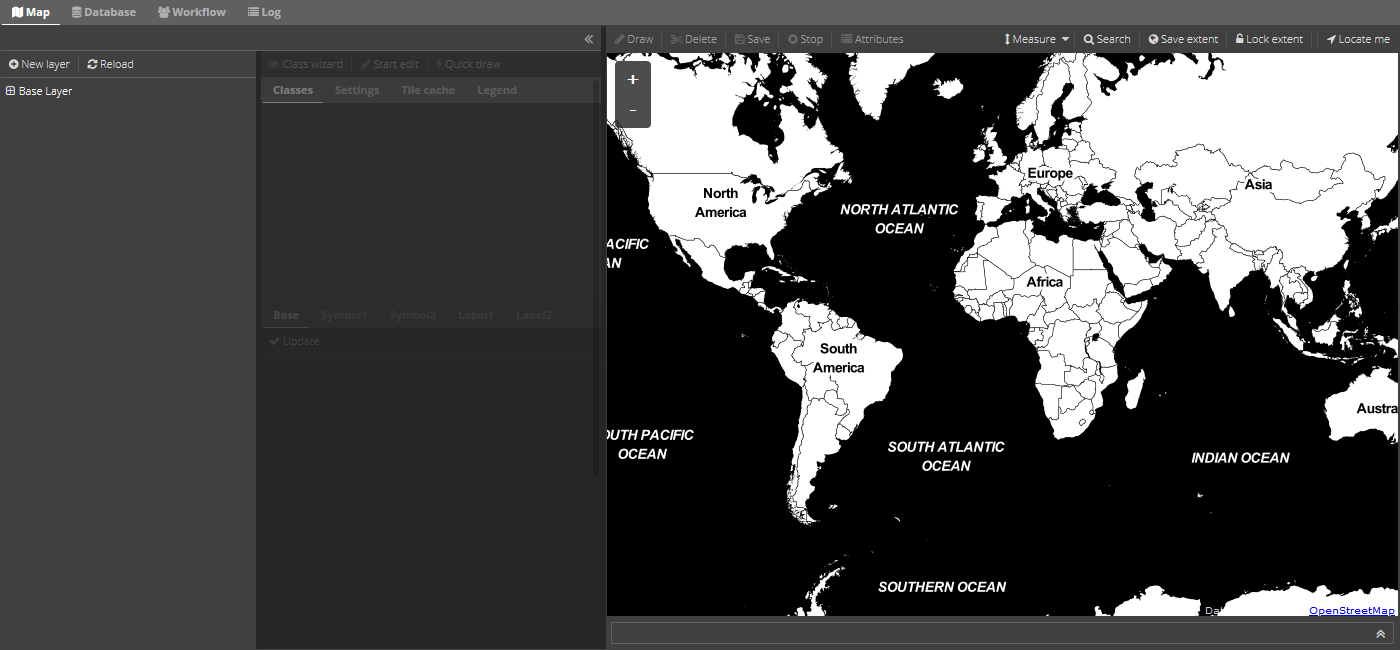 Map Database Workflow Log
Draw Delete Save Stop Attributes Measure Search Save extent Lock extent Locate me
New layer Reload
Base Layer
Class wizard Start edit Quick draw
Classes Settings Tile cache Legend
Base Symbol1 Symbol2 Label1 Label2
Update
+
-
Europe
Asia
North
America
NORTH ATLANTIC
OCEAN
ACIFIC
AN
Africa
South
America
Austra
OUTH PACIFIC
OCEAN
SOUTH ATLANTIC
OCEAN
INDIAN OCEAN
SOUTHERN OCEAN
OpenStreetMap